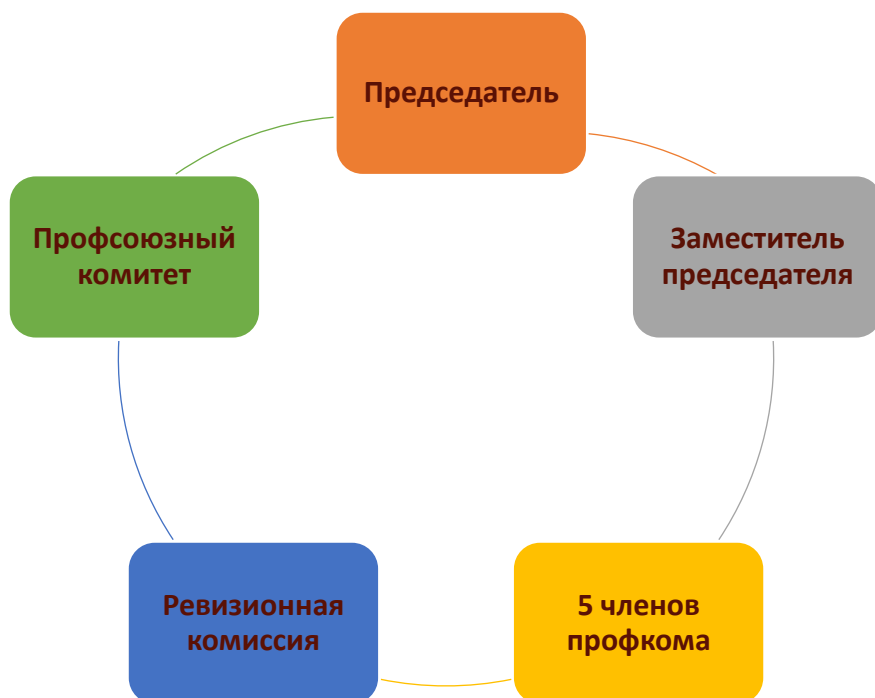 Председатель
Профсоюзный
комитет
Заместитель
председателя
Ревизионная
комиссия
5 членов
профкома